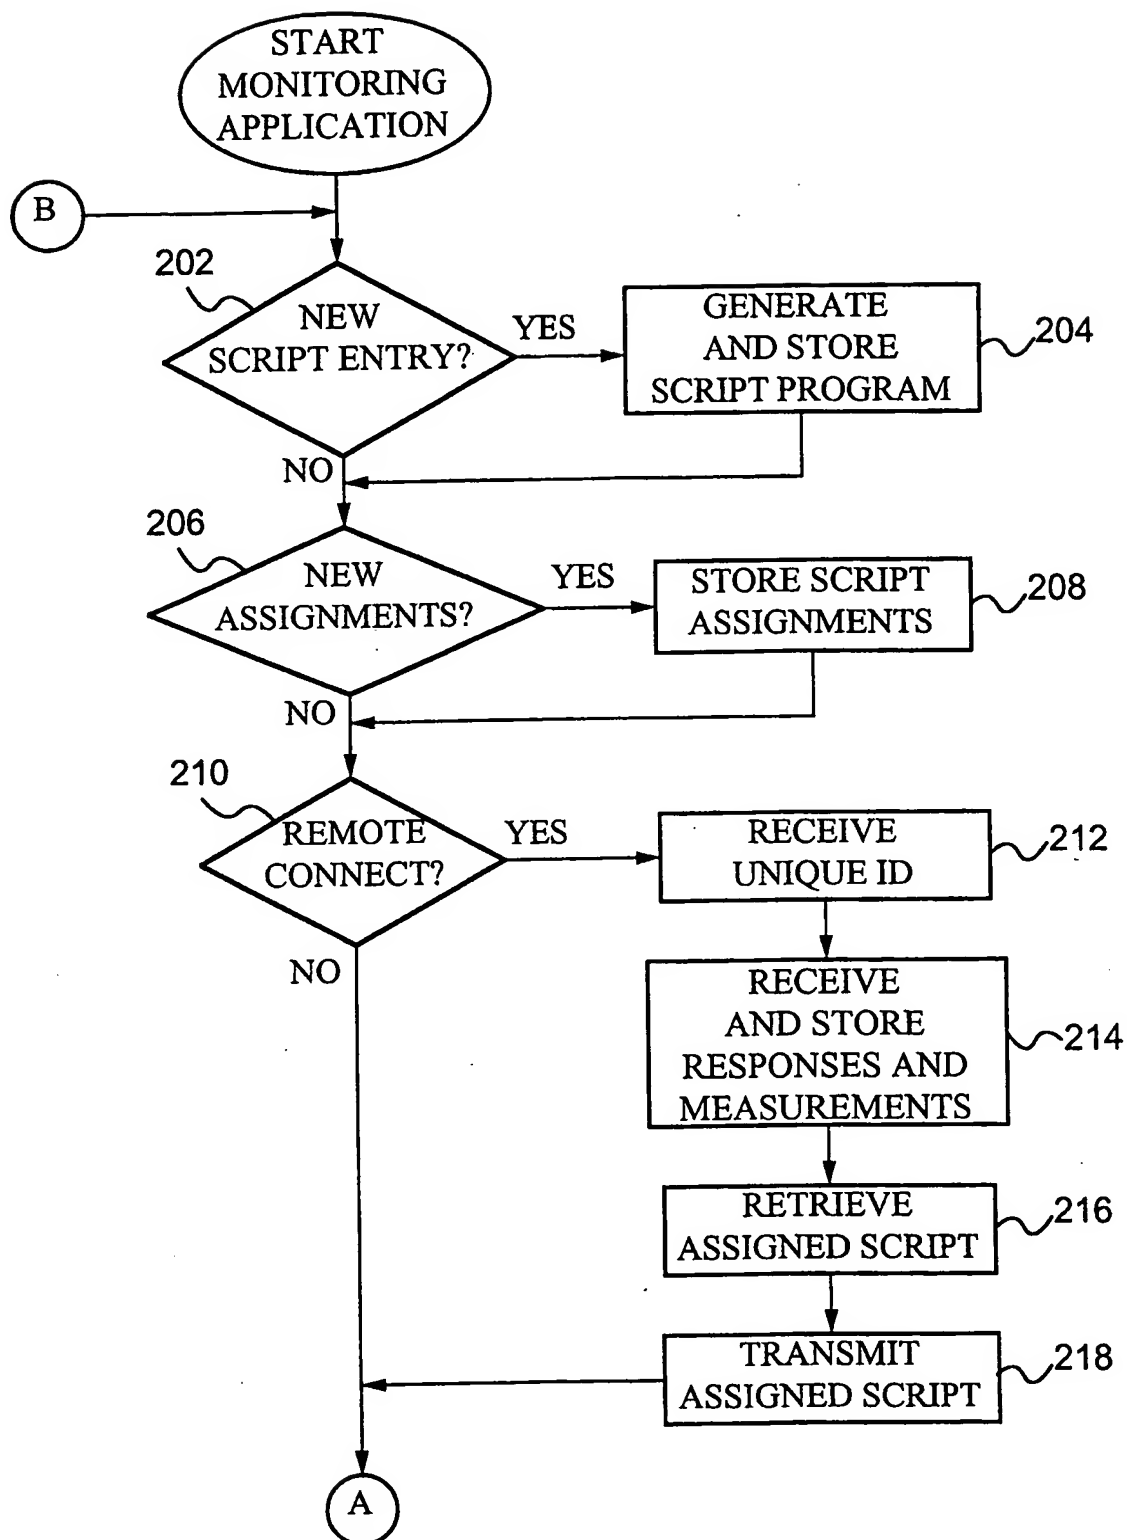 START
MONITORING
APPLICATION
B
202
NEW
SCRIPT ENTRY?
YES
GENERATE
AND STORE
SCRIPT PROGRAM
204
NO
206
NEW
ASSIGNMENTS?
YES
STORE SCRIPT
ASSIGNMENTS
208
NO
210
REMOTE
CONNECT?
YES
RECEIVE
UNIQUE ID
212
NO
RECEIVE
AND STORE
RESPONSES AND
MEASUREMENTS
214
RETRIEVE
ASSIGNED SCRIPT
216
TRANSMIT
ASSIGNED SCRIPT
218
A